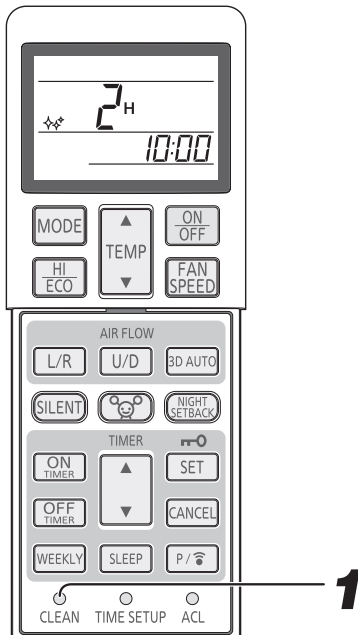 2H
10:00
MODE
TEMP
ON
OFF
HI
ECO
FAN
SPEED
AIR FLOW
L/R
U/D
3D AUTO
SILENT
NIGHT
SETBACK
TIMER
ON
TIMER
SET
OFF
TIMER
CANCEL
WEEKLY
SLEEP
P/
1
CLEAN
TIME SETUP
ACL